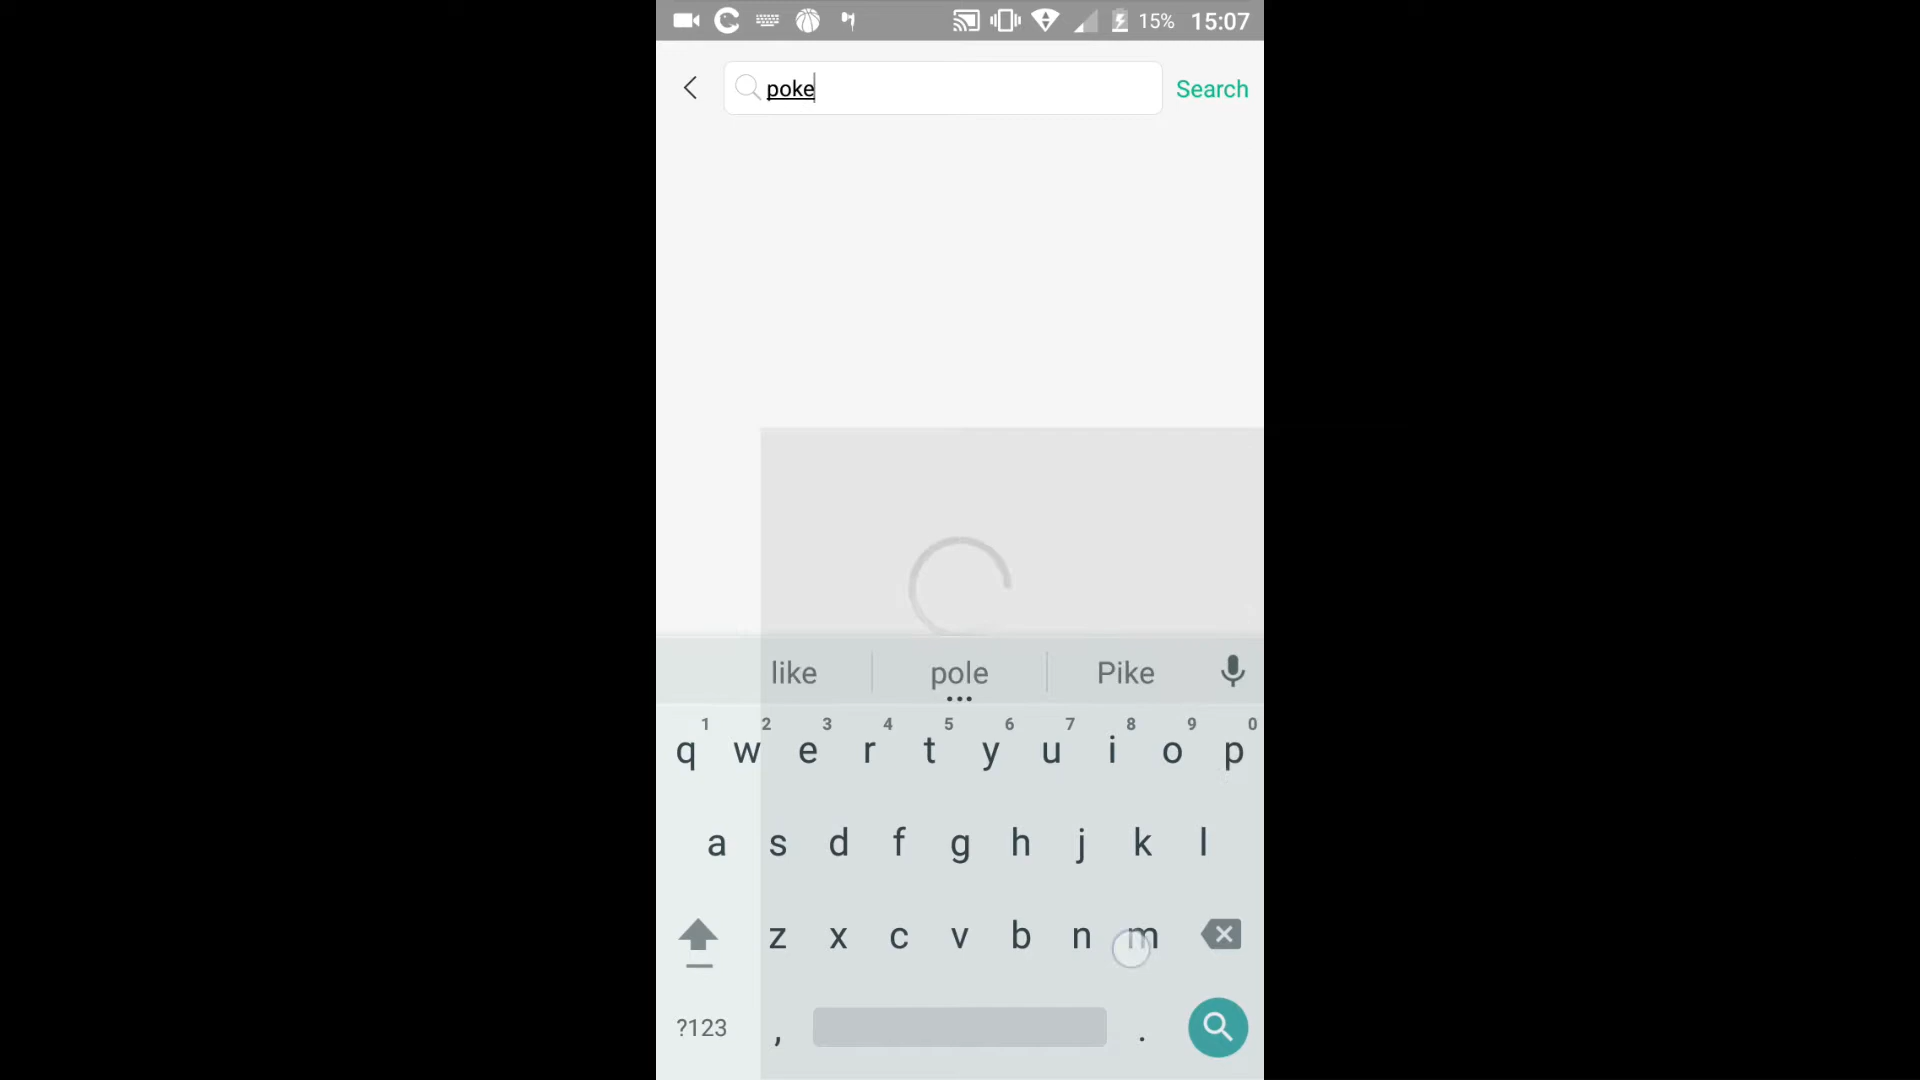 15% 15:07
poke Search
like pole Pike
1 2 3 4 5 6 7 8 9 0
q w e r t y u i o p
a s d f g h j k l
z x c v b n m
?123 , .